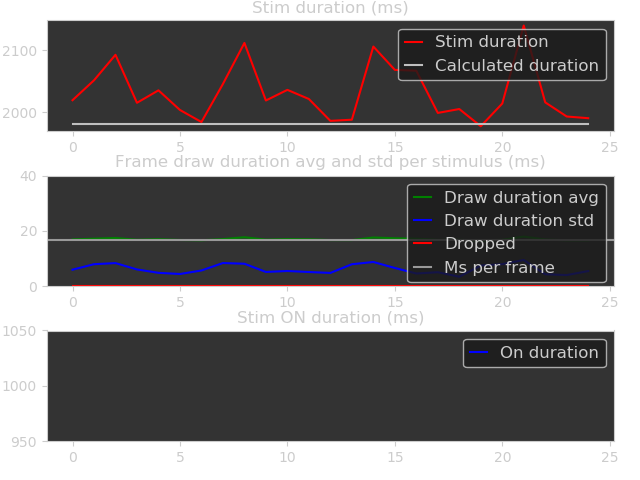 Stim duration (ms)
2100
2000
Stim duration
Calculated duration
0 5 10 15 20 25
Frame draw duration avg and std per stimulus (ms)
40
20
0
Draw duration avg
Draw duration std
Dropped
Ms per frame
0 5 10 15 20 25
Stim ON duration (ms)
1050
1000
950
On duration
0 5 10 15 20 25